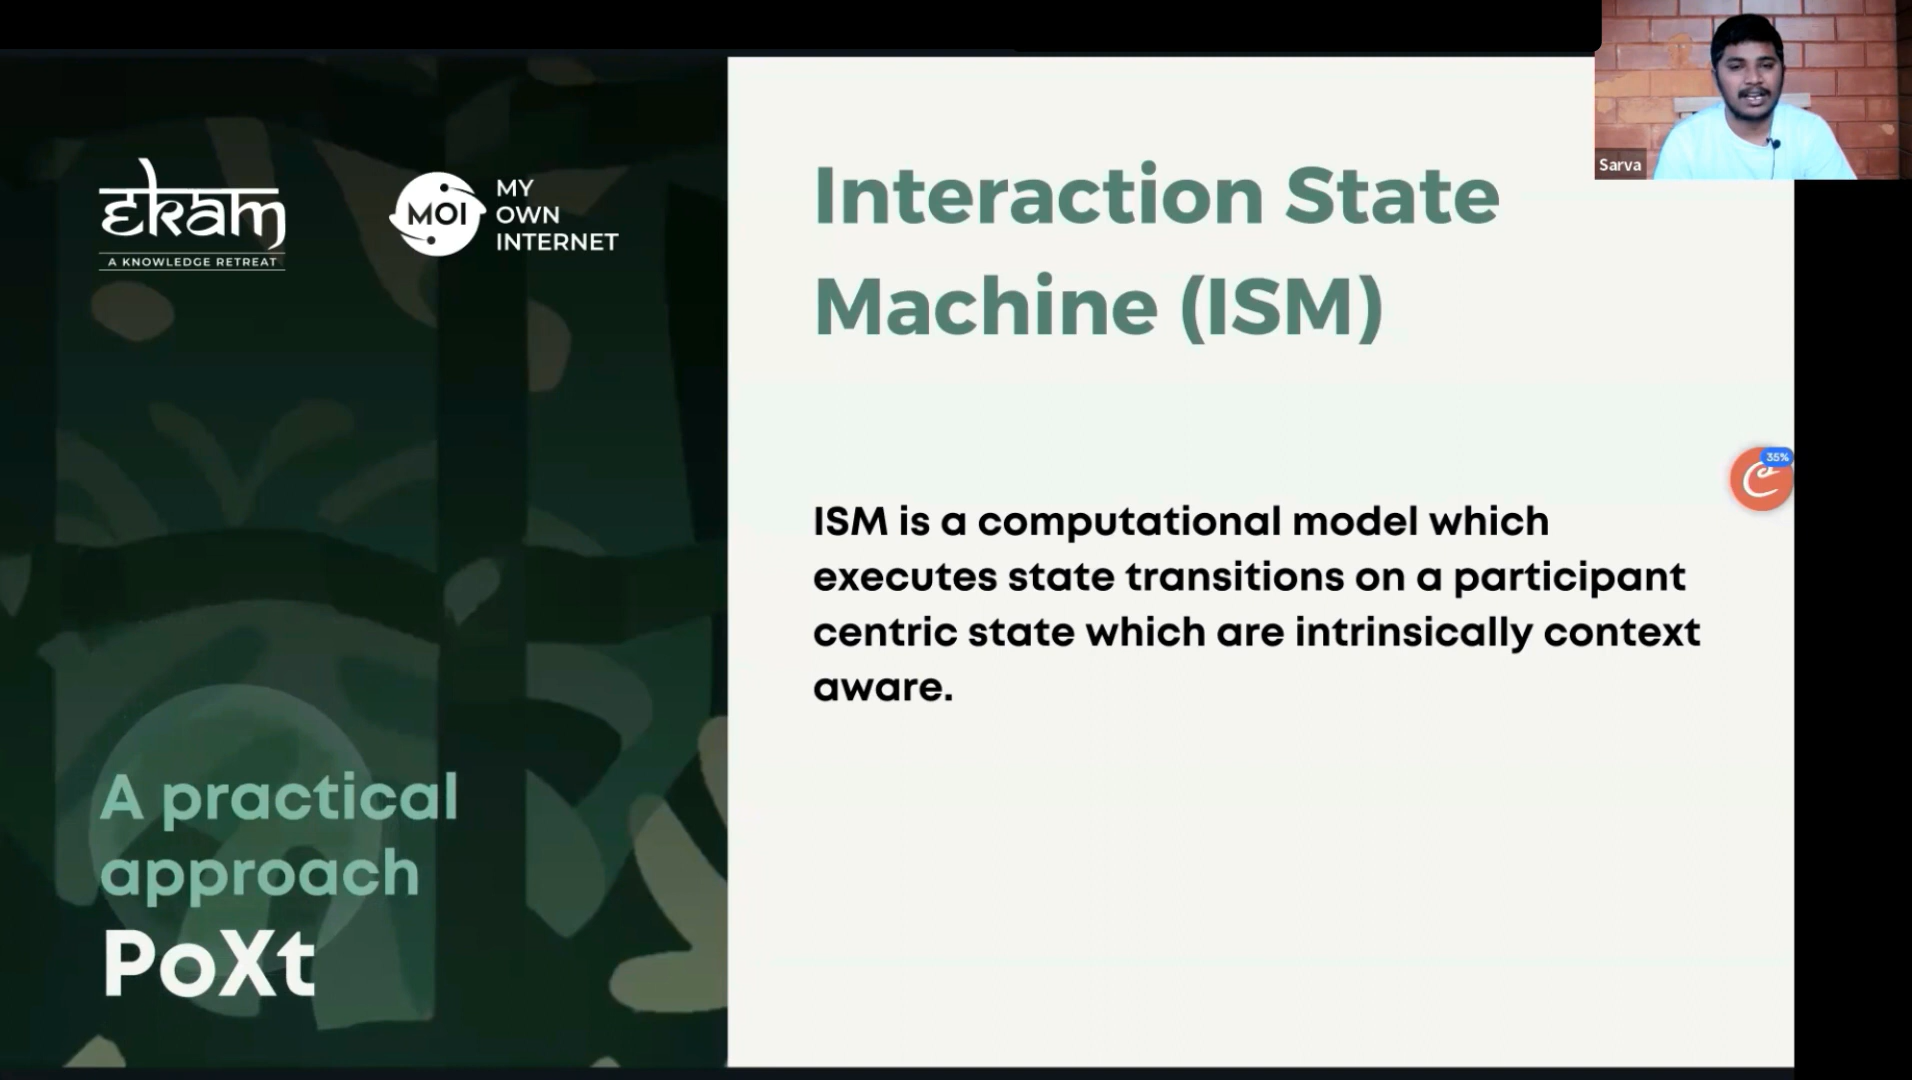 ekam
A KNOWLEDGE RETREAT
MOI
MY
OWN
INTERNET
A practical
approach
PoXt
Interaction State
Machine (ISM)
ISM is a computational model which
executes state transitions on a participant
centric state which are intrinsically context
aware.
Sarva
35%